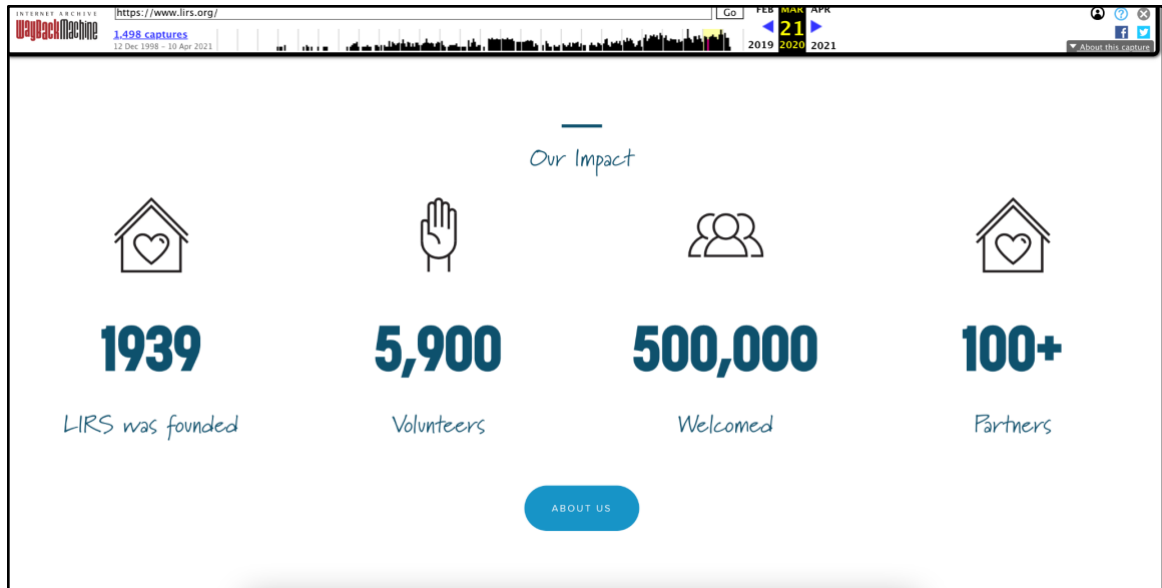 INTERNET ARCHIVE
WayBackMachine
https://www.lirs.org/
Go
FEB MAR APR
1,498 captures
21
12 Dec 1998 – 10 Apr 2021
2019 2020 2021
About this capture
Our Impact
1939 5,900 500,000 100+
LIRS was founded Volunteers Welcomed Partners
ABOUT US